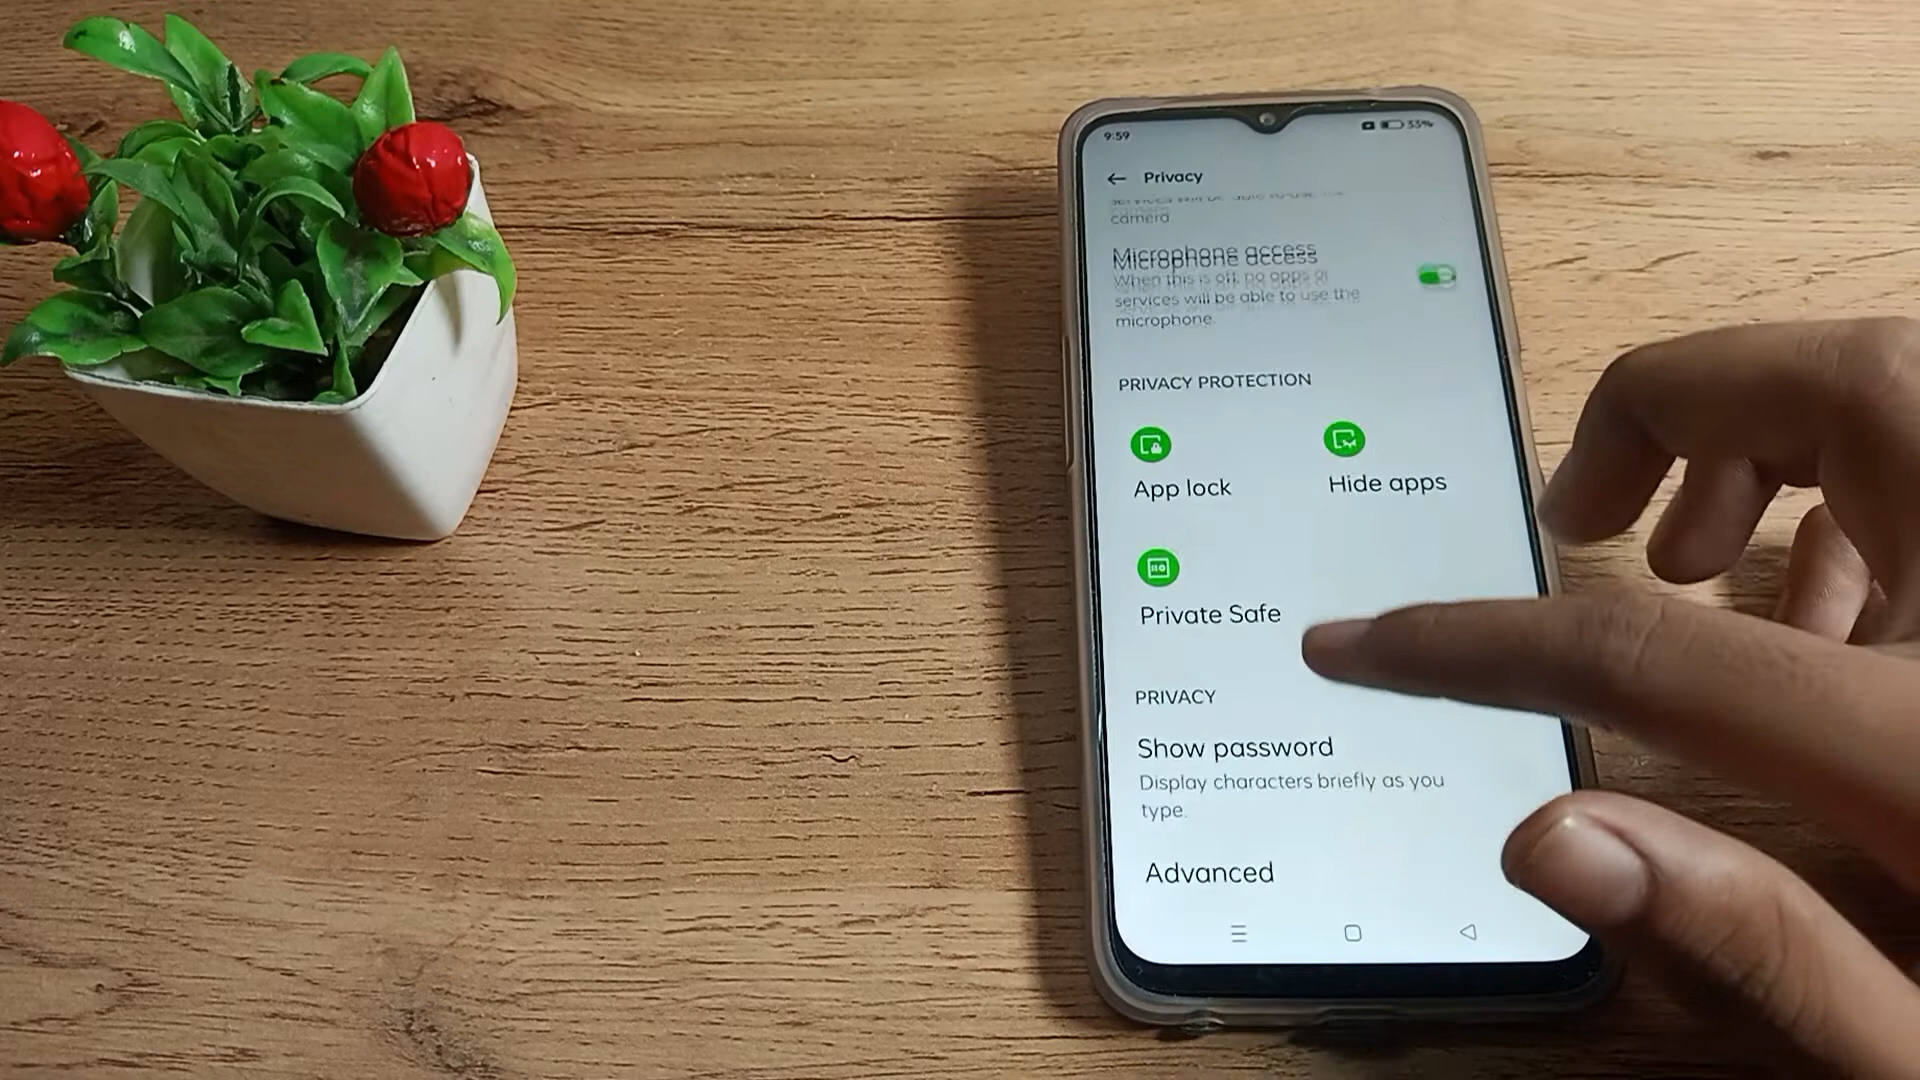 9:59
33%
Privacy
camera
Microphone access
When this is off, no apps or
services will be able to use the
microphone.
PRIVACY PROTECTION
App lock
Hide apps
Private Safe
PRIVACY
Show password
Display characters briefly as you
type.
Advanced